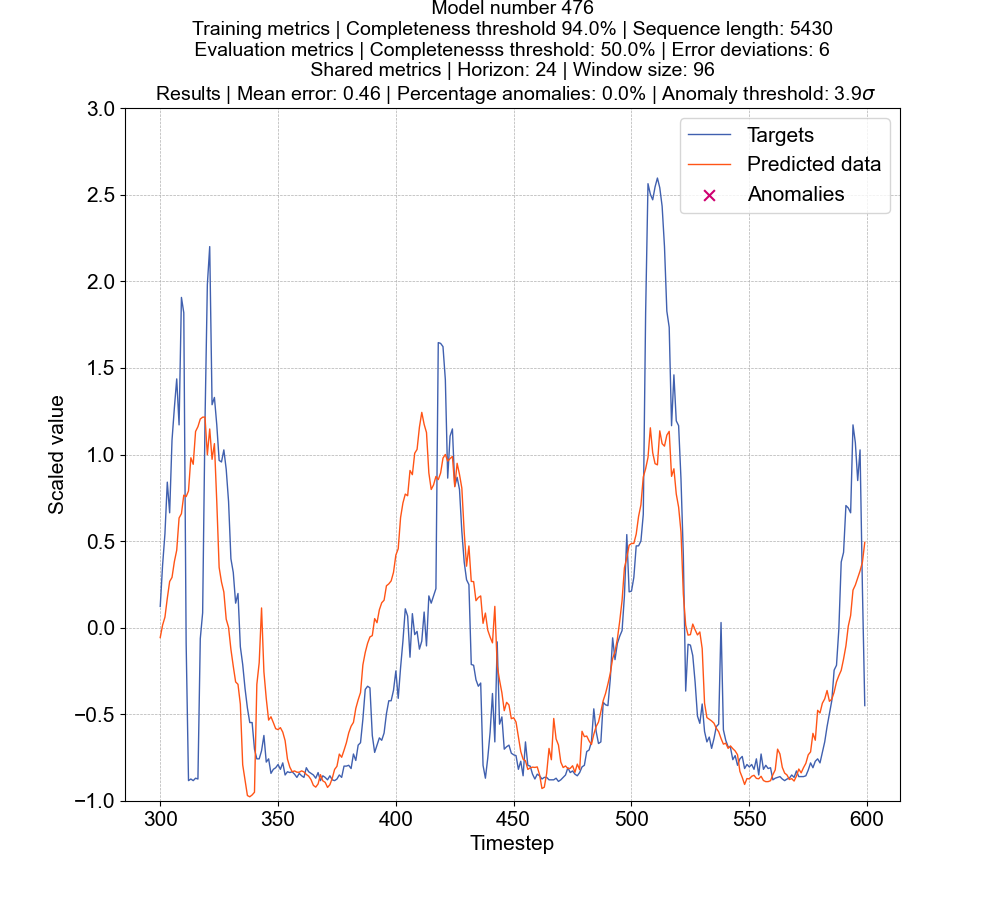 Model number 476
Training metrics | Completeness threshold 94.0% | Sequence length: 5430
Evaluation metrics | Completenesss threshold: 50.0% | Error deviations: 6
Shared metrics | Horizon: 24 | Window size: 96
Results | Mean error: 0.46 | Percentage anomalies: 0.0% | Anomaly threshold: 3.9σ
Targets
Predicted data
Anomalies
3.0
2.5
2.0
1.5
1.0
0.5
0.0
−0.5
−1.0
Scaled value
300
350
400
450
500
550
600
Timestep